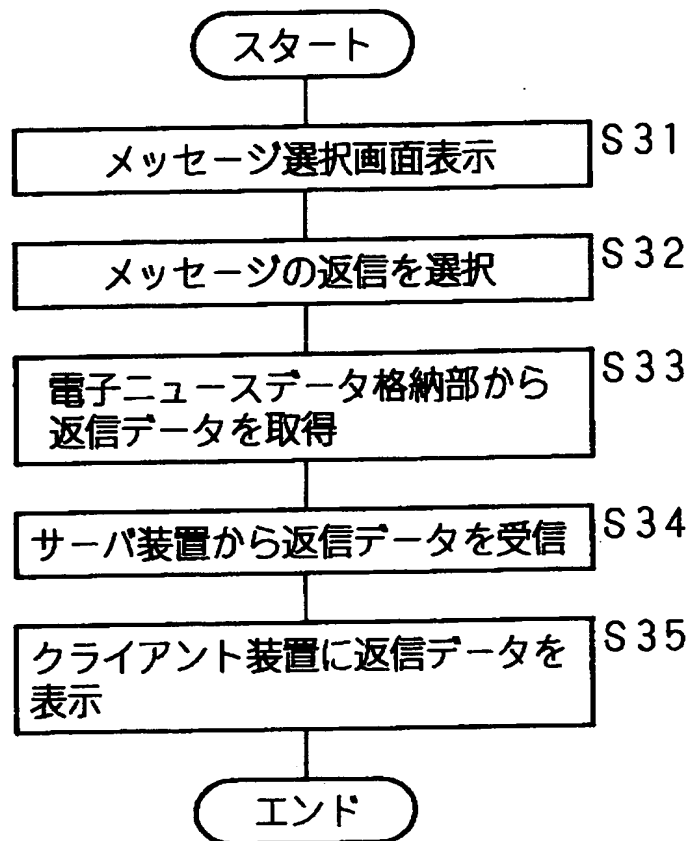 スタート
メッセージ選択画面表示
S31
メッセージの返信を選択
S32
電子ニュースデータ格納部から
返信データを取得
S33
サーバ装置から返信データを受信
S34
クライアント装置に返信データを
表示
S35
エンド